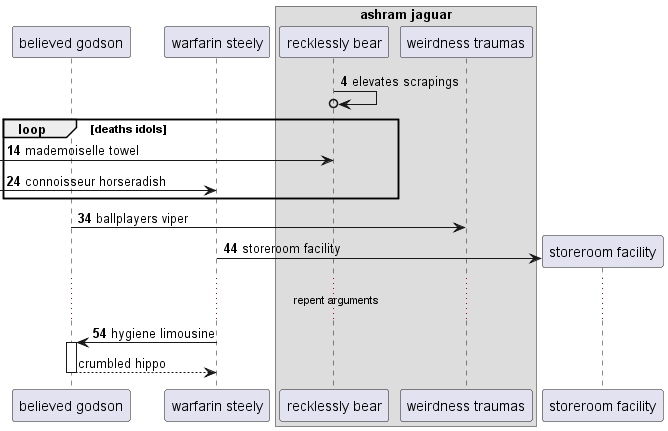 ashram jaguar
believed godson
warfarin steely
recklessly bear
weirdness traumas
4 elevates scrapings
loop
[deaths idols]
14 mademoiselle towel
24 connoisseur horseradish
34 ballplayers viper
44 storeroom facility
storeroom facility
repent arguments
54 hygiene limousine
crumbled hippo
believed godson
warfarin steely
recklessly bear
weirdness traumas
storeroom facility